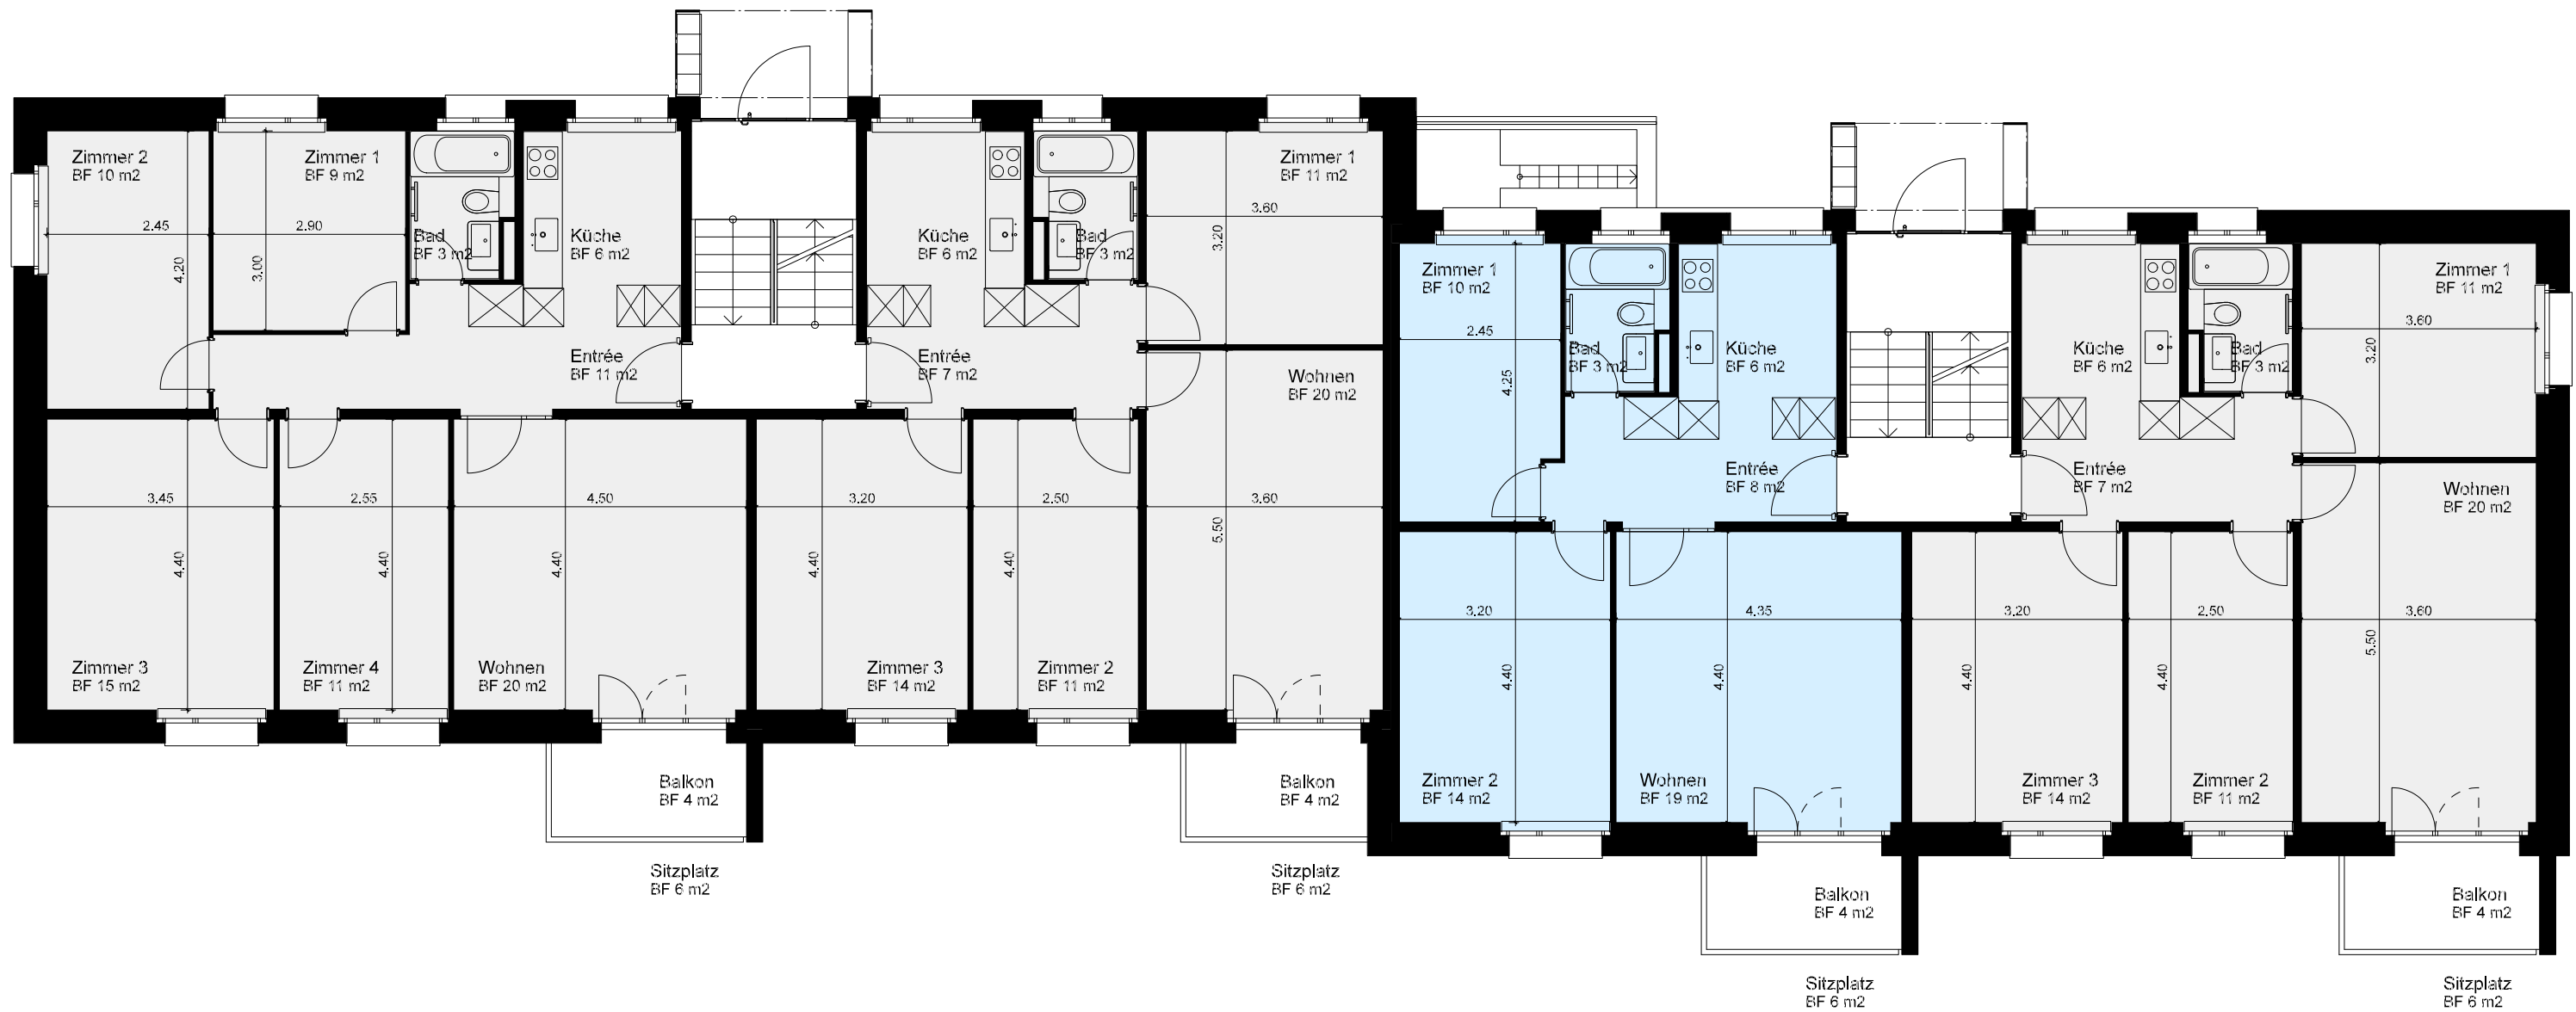 Zimmer 2
BF 10 m2
2.45
4.20
Zimmer 1
BF 9 m2
2.90
3.00
Bad
BF 3 m2
Küche
BF 6 m2
Entrée
BF 11 m2
Zimmer 3
BF 15 m2
3.45
4.40
Zimmer 4
BF 11 m2
2.55
4.40
Wohnen
BF 20 m2
4.50
4.40
Balkon
BF 4 m2
Sitzplatz
BF 6 m2
Küche
BF 6 m2
Bad
BF 3 m2
Entrée
BF 7 m2
Zimmer 1
BF 11 m2
3.60
3.20
Wohnen
BF 20 m2
3.60
5.50
Zimmer 3
BF 14 m2
3.20
4.40
Zimmer 2
BF 11 m2
2.50
4.40
Balkon
BF 4 m2
Sitzplatz
BF 6 m2
Zimmer 1
BF 10 m2
2.45
4.25
Bad
BF 3 m2
Küche
BF 6 m2
Entrée
BF 8 m2
Zimmer 2
BF 14 m2
3.20
4.40
Wohnen
BF 19 m2
4.35
4.40
Balkon
BF 4 m2
Sitzplatz
BF 6 m2
Küche
BF 6 m2
Bad
BF 3 m2
Entrée
BF 7 m2
Zimmer 1
BF 11 m2
3.60
3.20
Wohnen
BF 20 m2
3.60
5.50
Zimmer 3
BF 14 m2
3.20
4.40
Zimmer 2
BF 11 m2
2.50
4.40
Balkon
BF 4 m2
Sitzplatz
BF 6 m2